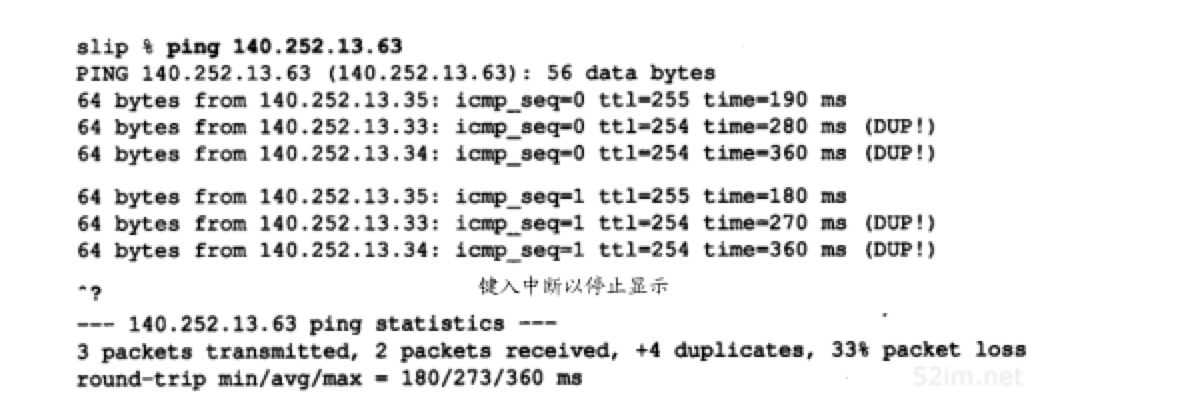 slip % ping 140.252.13.63
PING 140.252.13.63 (140.252.13.63): 56 data bytes
64 bytes from 140.252.13.35: icmp_seq=0 ttl=255 time=190 ms
64 bytes from 140.252.13.33: icmp_seq=0 ttl=254 time=280 ms (DUP!)
64 bytes from 140.252.13.34: icmp_seq=0 ttl=254 time=360 ms (DUP!)
64 bytes from 140.252.13.35: icmp_seq=1 ttl=255 time=180 ms
64 bytes from 140.252.13.33: icmp_seq=1 ttl=254 time=270 ms (DUP!)
64 bytes from 140.252.13.34: icmp_seq=1 ttl=254 time=360 ms (DUP!)
^? 键入中断以停止显示
--- 140.252.13.63 ping statistics ---
3 packets transmitted, 2 packets received, +4 duplicates, 33% packet loss
round-trip min/avg/max = 180/273/360 ms
52im.net